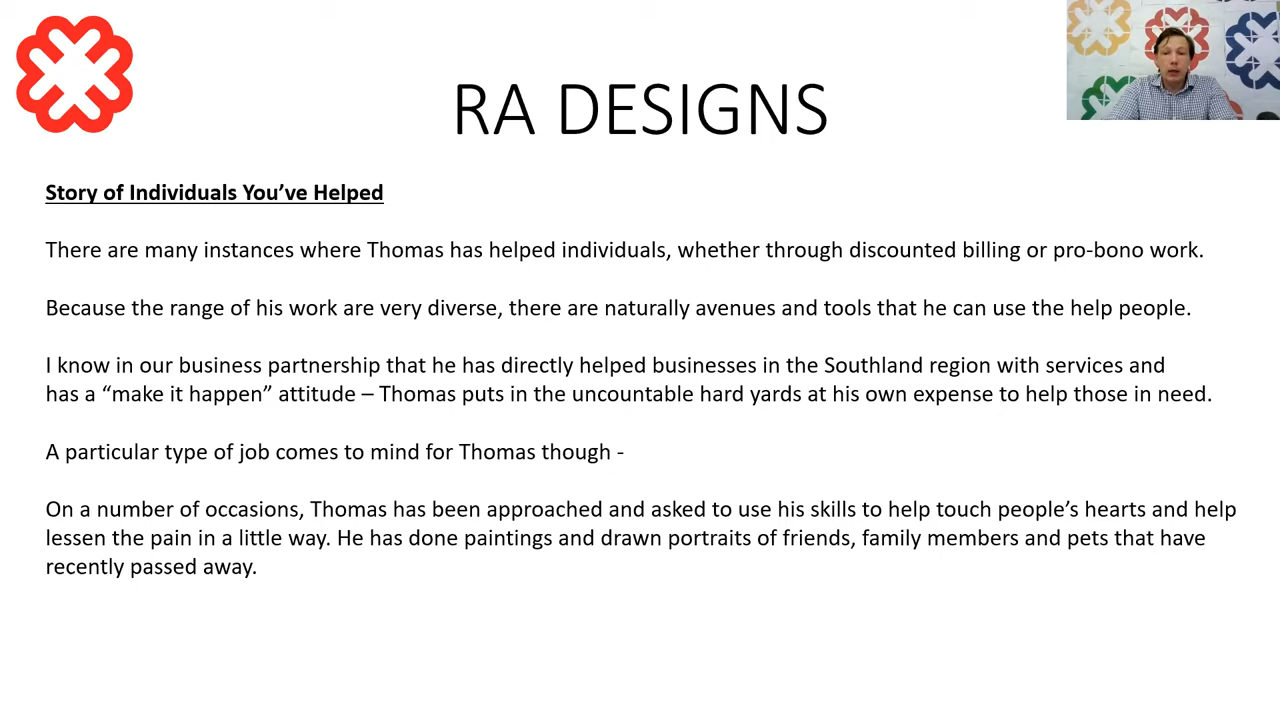 RA DESIGNS
Story of Individuals You’ve Helped
There are many instances where Thomas has helped individuals, whether through discounted billing or pro-bono work.
Because the range of his work are very diverse, there are naturally avenues and tools that he can use the help people.
I know in our business partnership that he has directly helped businesses in the Southland region with services and
has a “make it happen” attitude – Thomas puts in the uncountable hard yards at his own expense to help those in need.
A particular type of job comes to mind for Thomas though -
On a number of occasions, Thomas has been approached and asked to use his skills to help touch people’s hearts and help
lessen the pain in a little way. He has done paintings and drawn portraits of friends, family members and pets that have
recently passed away.